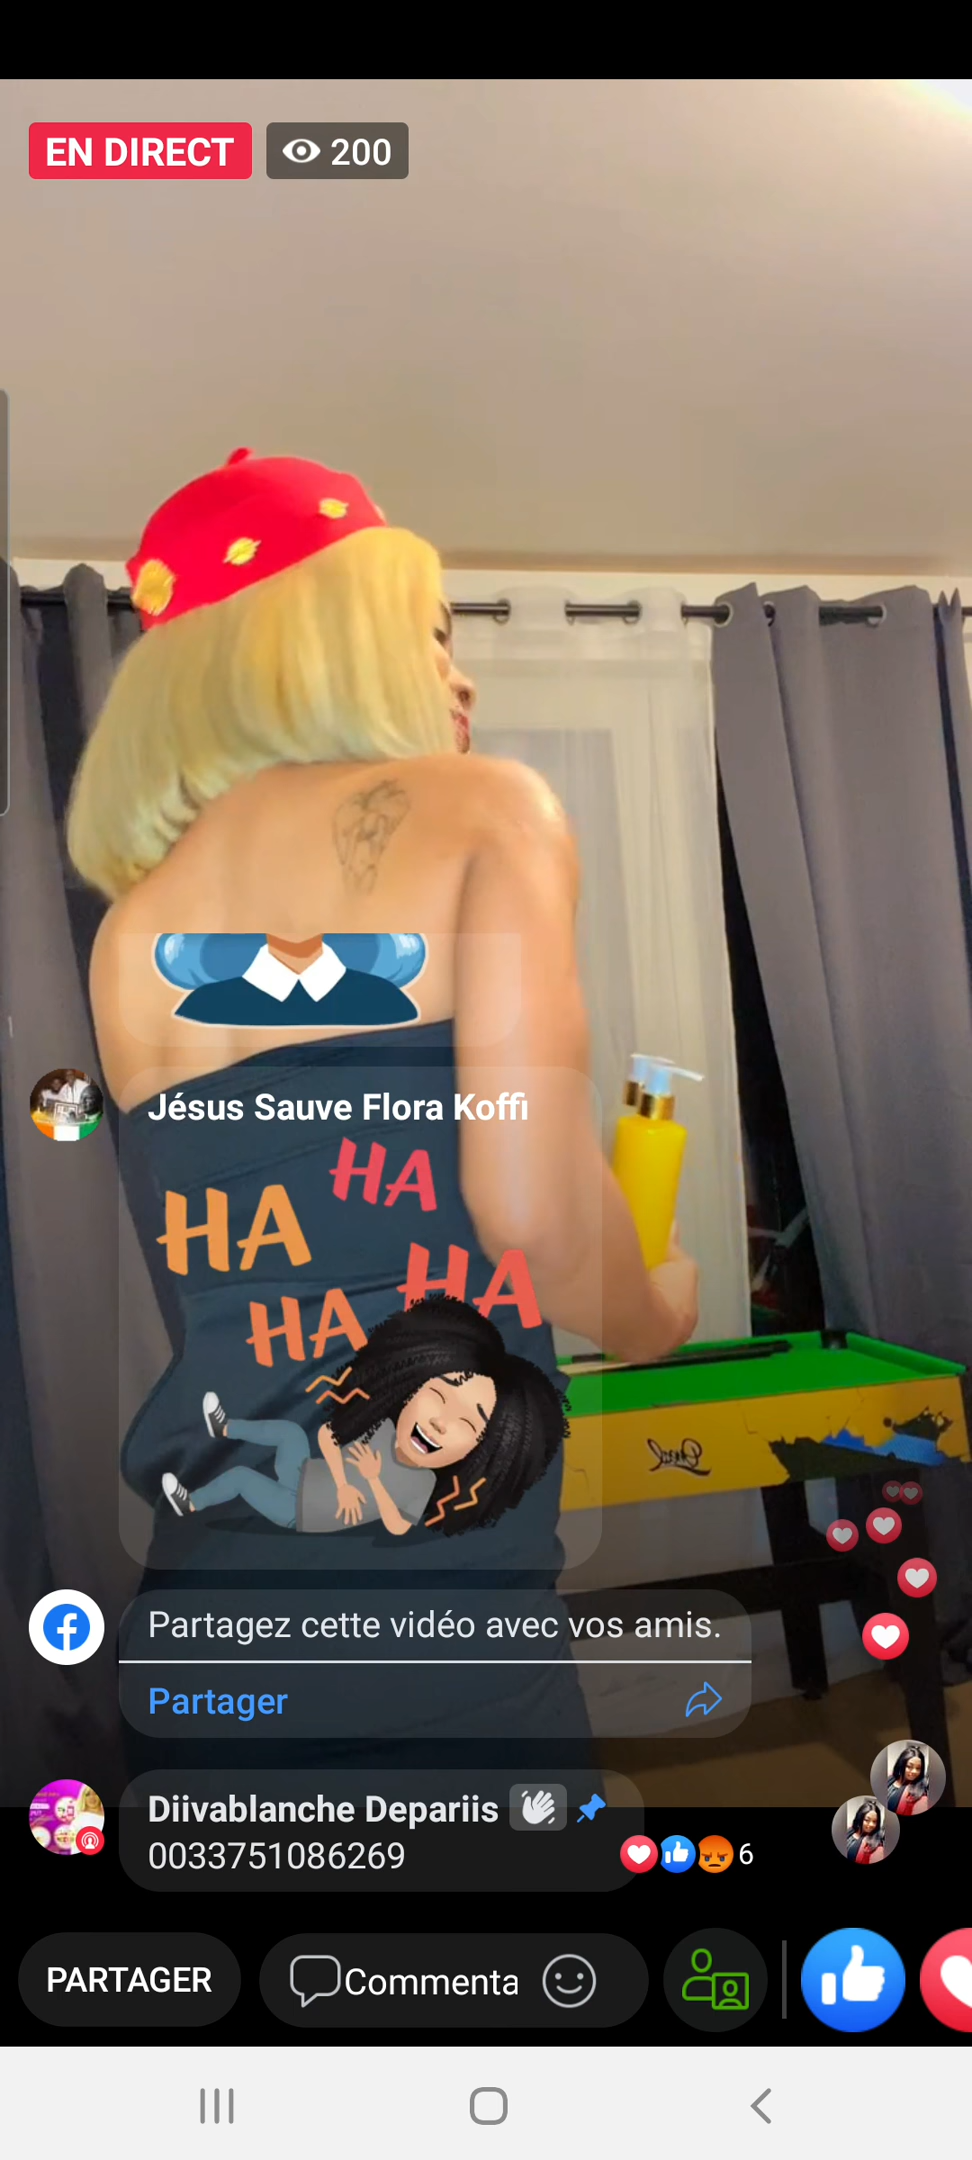 EN DIRECT
200
Jésus Sauve Flora Koffi
HA
HA
HA
HA
Partagez cette vidéo avec vos amis.
Partager
Diivablanche Depariis
0033751086269
6
PARTAGER
Commenta